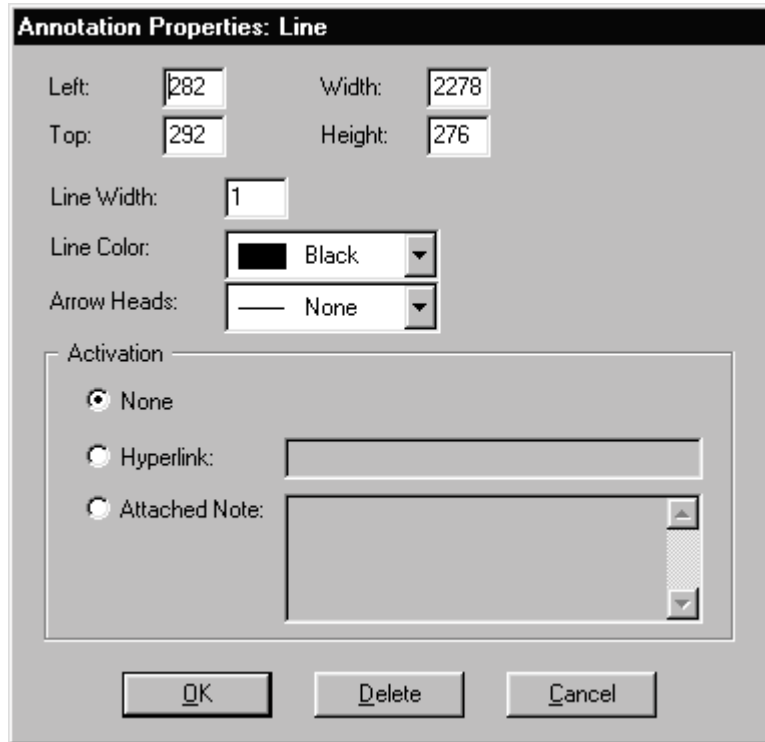 Annotation Properties: Line
Left: 282 Width: 2278
Top: 292 Height: 276
Line Width: 1
Line Color: Black
Arrow Heads: None
Activation
None
Hyperlink:
Attached Note:
OK Delete Cancel